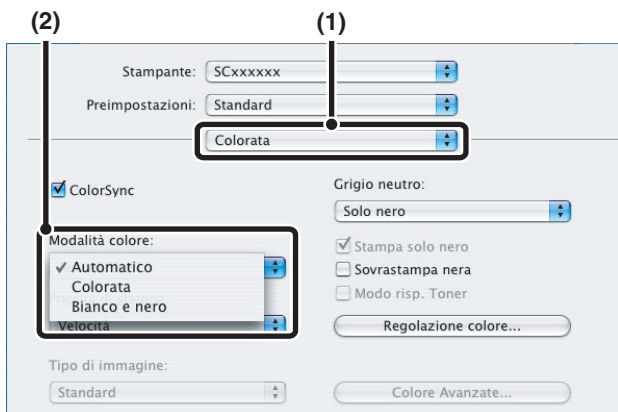 (2) (1)
Stampante: SCxxxxxx
Preimpostazioni: Standard
Colorata
ColorSync
Grigio neutro:
Solo nero
Modalità colore:
Automatico
Colorata
Bianco e nero
Velocità
Stampa solo nero
Sovrastampa nera
Modo risp. Toner
Regolazione colore...
Tipo di immagine:
Standard
Colore Avanzate...